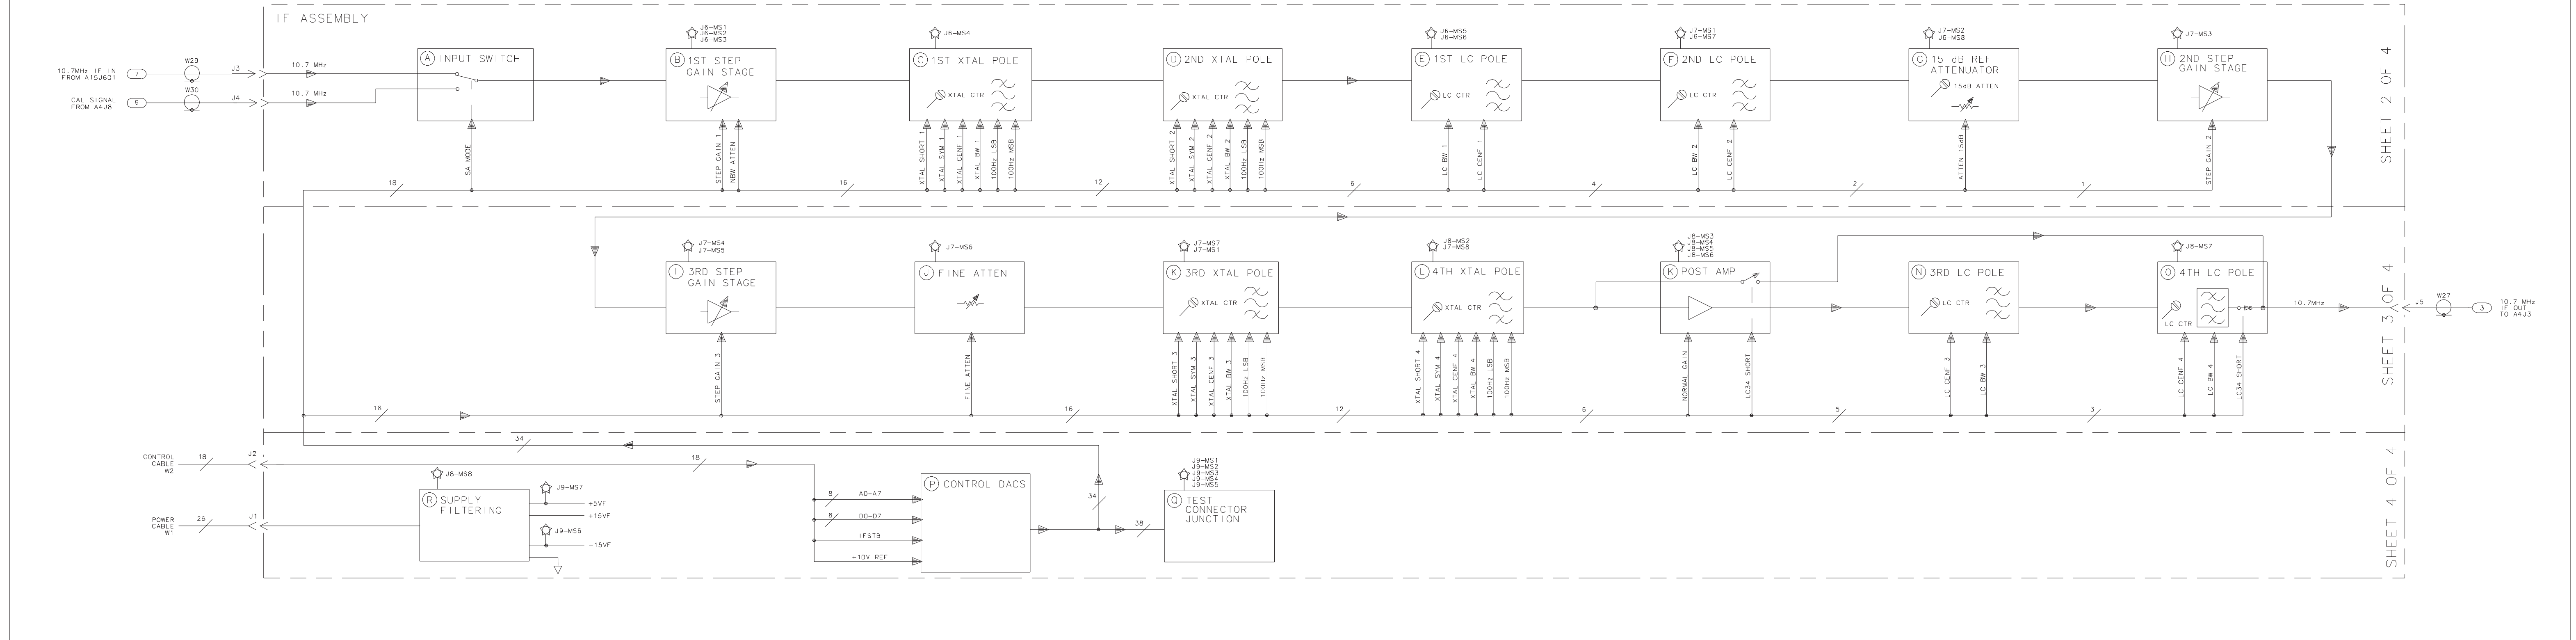 IF ASSEMBLY
10.7MHz IF IN
FROM A15J601
7
W29
J3
10.7 MHz
CAL SIGNAL
FROM A4J8
9
W30
J4
10.7 MHz
A INPUT SWITCH
SA MODE
J6-MS1
J6-MS2
J6-MS3
B 1ST STEP
GAIN STAGE
STEP GAIN 1
NBW ATTEN
J6-MS4
C 1ST XTAL POLE
XTAL CTR
XTAL SHORT 1
XTAL SYM 1
XTAL CENF 1
XTAL BW 1
100Hz LSB
100Hz MSB
D 2ND XTAL POLE
XTAL CTR
XTAL SHORT 2
XTAL SYM 2
XTAL CENF 2
XTAL BW 2
100Hz LSB
100Hz MSB
J6-MS5
J6-MS6
E 1ST LC POLE
LC CTR
LC BW 1
LC CENF 1
J7-MS1
J6-MS7
F 2ND LC POLE
LC CTR
LC BW 2
LC CENF 2
J7-MS2
J6-MS8
G 15 dB REF
ATTENUATOR
15dB ATTEN
ATTEN 15dB
J7-MS3
H 2ND STEP
GAIN STAGE
STEP GAIN 2
18
16
12
6
4
2
1
SHEET 2 OF 4
J7-MS4
J7-MS5
I 3RD STEP
GAIN STAGE
STEP GAIN 3
J7-MS6
J FINE ATTEN
FINE ATTEN
J7-MS7
J7-MS1
K 3RD XTAL POLE
XTAL CTR
XTAL SHORT 3
XTAL SYM 3
XTAL CENF 3
XTAL BW 3
100Hz LSB
100Hz MSB
J8-MS2
J7-MS8
L 4TH XTAL POLE
XTAL CTR
XTAL SHORT 4
XTAL SYM 4
XTAL CENF 4
XTAL BW 4
100Hz LSB
100Hz MSB
J8-MS3
J8-MS4
J8-MS5
J8-MS6
K POST AMP
NORMAL GAIN
LC34 SHORT
N 3RD LC POLE
LC CTR
LC CENF 3
LC BW 3
J8-MS7
O 4TH LC POLE
LC CTR
LC CENF 4
LC BW 4
LC34 SHORT
10.7MHz
J5
W27
3
10.7 MHz
IF OUT
TO A4J3
18
16
12
6
5
3
SHEET 3 OF 4
34
CONTROL
CABLE
W2
18
J2
18
POWER
CABLE
W1
26
J1
J8-MS8
R SUPPLY
FILTERING
J9-MS7
+5VF
+15VF
J9-MS6
-15VF
8
A0-A7
8
D0-D7
IFSTB
+10V REF
P CONTROL DACS
34
38
J9-MS1
J9-MS2
J9-MS3
J9-MS4
J9-MS5
Q TEST
CONNECTOR
JUNCTION
SHEET 4 OF 4